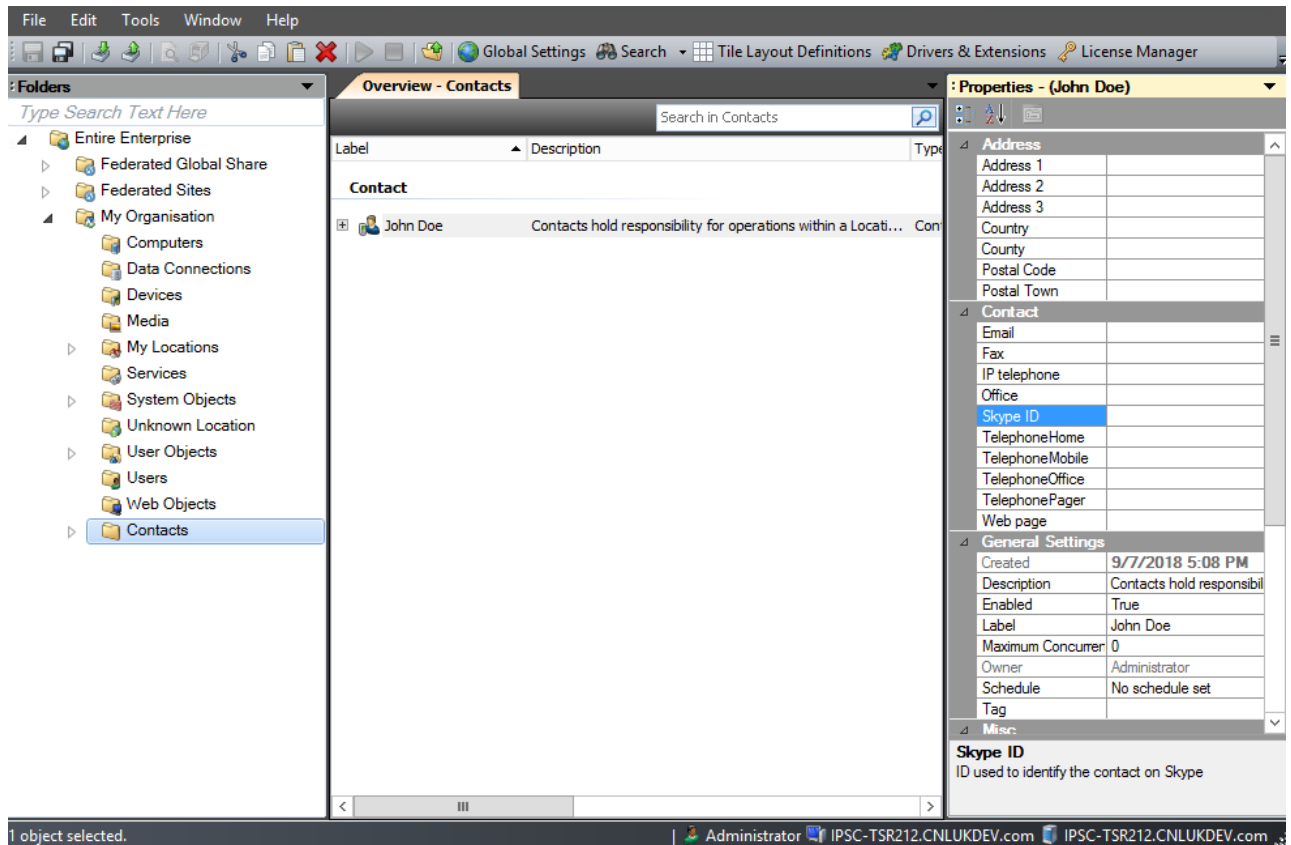 File Edit Tools Window Help
Global Settings Search Tile Layout Definitions Drivers & Extensions License Manager
Folders
Type Search Text Here
Entire Enterprise
Federated Global Share
Federated Sites
My Organisation
Computers
Data Connections
Devices
Media
My Locations
Services
System Objects
Unknown Location
User Objects
Users
Web Objects
Contacts
Overview - Contacts
Search in Contacts
Label Description Type
Contact
John Doe Contacts hold responsibility for operations within a Locati... Con
Properties - (John Doe)
Address
Address 1
Address 2
Address 3
Country
County
Postal Code
Postal Town
Contact
Email
Fax
IP telephone
Office
Skype ID
TelephoneHome
TelephoneMobile
TelephoneOffice
TelephonePager
Web page
General Settings
Created 9/7/2018 5:08 PM
Description Contacts hold responsibil
Enabled True
Label John Doe
Maximum Concurrer 0
Owner Administrator
Schedule No schedule set
Tag
Misc
Skype ID
ID used to identify the contact on Skype
1 object selected. | Administrator IPSC-TSR212.CNLUKDEV.com IPSC-TSR212.CNLUKDEV.com